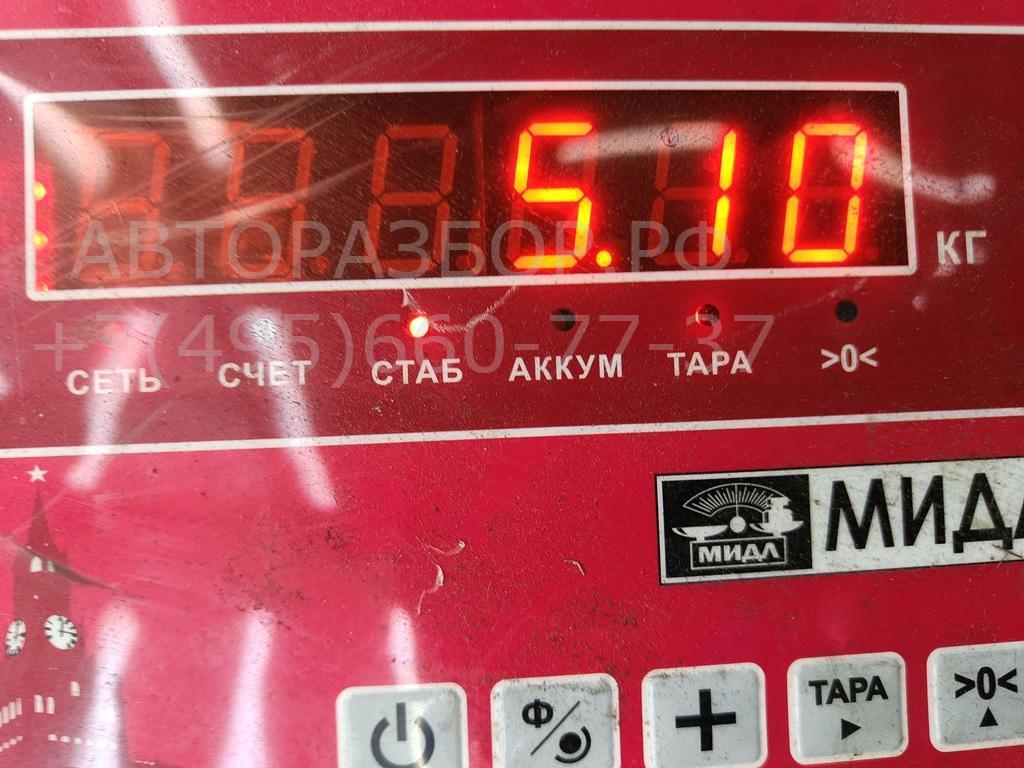 5.10
КГ
АВТОРАЗБОР.РФ
+7(495)660-77-37
СЕТЬ СЧЕТ СТАБ АККУМ ТАРА >0<
МИДЛ МИДЛ
Ф ТАРА >0<